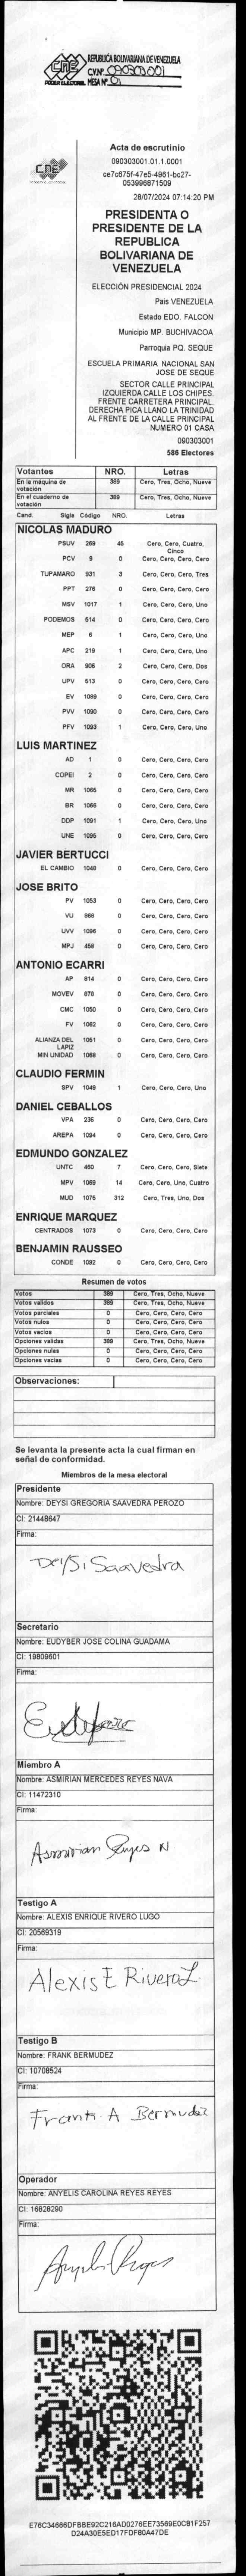 CNE
PODER ELECTORAL
REPUBLICA BOLIVARIANA DE VENEZUELA
C.V.Nº 090303001
MESA Nº 01
CNE
Acta de escrutinio
090303001.01.1.0001
ce7c675f-47e5-4961-bc27-
053996871509
28/07/2024 07:14:20 PM
PRESIDENTA O
PRESIDENTE DE LA
REPUBLICA
BOLIVARIANA DE
VENEZUELA
ELECCIÓN PRESIDENCIAL 2024
Pais VENEZUELA
Estado EDO. FALCON
Municipio MP. BUCHIVACOA
Parroquia PQ. SEQUE
ESCUELA PRIMARIA NACIONAL SAN
JOSE DE SEQUE
SECTOR CALLE PRINCIPAL
IZQUIERDA CALLE LOS CHIPES.
FRENTE CARRETERA PRINCIPAL.
DERECHA PICA LLANO LA TRINIDAD
AL FRENTE DE LA CALLE PRINCIPAL
NUMERO 01 CASA
090303001
586 Electores
Votantes NRO. Letras
En la máquina de votación 389 Cero, Tres, Ocho, Nueve
En el cuaderno de votación 389 Cero, Tres, Ocho, Nueve
Cand. Sigla Código NRO. Letras
NICOLAS MADURO
PSUV 269 45 Cero, Cero, Cuatro, Cinco
PCV 9 0 Cero, Cero, Cero, Cero
TUPAMARO 931 3 Cero, Cero, Cero, Tres
PPT 276 0 Cero, Cero, Cero, Cero
MSV 1017 1 Cero, Cero, Cero, Uno
PODEMOS 514 0 Cero, Cero, Cero, Cero
MEP 6 1 Cero, Cero, Cero, Uno
APC 219 1 Cero, Cero, Cero, Uno
ORA 906 2 Cero, Cero, Cero, Dos
UPV 513 0 Cero, Cero, Cero, Cero
EV 1089 0 Cero, Cero, Cero, Cero
PVV 1090 0 Cero, Cero, Cero, Cero
PFV 1093 1 Cero, Cero, Cero, Uno
LUIS MARTINEZ
AD 1 0 Cero, Cero, Cero, Cero
COPEI 2 0 Cero, Cero, Cero, Cero
MR 1065 0 Cero, Cero, Cero, Cero
BR 1066 0 Cero, Cero, Cero, Cero
DDP 1091 1 Cero, Cero, Cero, Uno
UNE 1095 0 Cero, Cero, Cero, Cero
JAVIER BERTUCCI
EL CAMBIO 1049 0 Cero, Cero, Cero, Cero
JOSE BRITO
PV 1053 0 Cero, Cero, Cero, Cero
VU 868 0 Cero, Cero, Cero, Cero
UVV 1096 0 Cero, Cero, Cero, Cero
MPJ 458 0 Cero, Cero, Cero, Cero
ANTONIO ECARRI
AP 814 0 Cero, Cero, Cero, Cero
MOVEV 878 0 Cero, Cero, Cero, Cero
CMC 1050 0 Cero, Cero, Cero, Cero
FV 1062 0 Cero, Cero, Cero, Cero
ALIANZA DEL LAPIZ 1061 0 Cero, Cero, Cero, Cero
MIN UNIDAD 1068 0 Cero, Cero, Cero, Cero
CLAUDIO FERMIN
SPV 1048 1 Cero, Cero, Cero, Uno
DANIEL CEBALLOS
VPA 236 0 Cero, Cero, Cero, Cero
AREPA 1094 0 Cero, Cero, Cero, Cero
EDMUNDO GONZALEZ
UNTC 460 7 Cero, Cero, Cero, Siete
MPV 1069 14 Cero, Cero, Uno, Cuatro
MUD 1075 312 Cero, Tres, Uno, Dos
ENRIQUE MARQUEZ
CENTRADOS 1073 0 Cero, Cero, Cero, Cero
BENJAMIN RAUSSEO
CONDE 1092 0 Cero, Cero, Cero, Cero
Resumen de votos
Votos 389 Cero, Tres, Ocho, Nueve
Votos validos 389 Cero, Tres, Ocho, Nueve
Votos parciales 0 Cero, Cero, Cero, Cero
Votos nulos 0 Cero, Cero, Cero, Cero
Votos vacios 0 Cero, Cero, Cero, Cero
Opciones validas 389 Cero, Tres, Ocho, Nueve
Opciones nulas 0 Cero, Cero, Cero, Cero
Opciones vacias 0 Cero, Cero, Cero, Cero
Observaciones:
Se levanta la presente acta la cual firman en
señal de conformidad.
Miembros de la mesa electoral
Presidente
Nombre: DEYSI GREGORIA SAAVEDRA PEROZO
CI: 21448647
Firma:
Deysi Saavedra
Secretario
Nombre: EUDYBER JOSE COLINA GUADAMA
CI: 19809601
Firma:
Miembro A
Nombre: ASMIRIAN MERCEDES REYES NAVA
CI: 11472310
Firma:
Asmirian Reyes N
Testigo A
Nombre: ALEXIS ENRIQUE RIVERO LUGO
CI: 20569319
Firma:
Alexis E Rivero L
Testigo B
Nombre: FRANK BERMUDEZ
CI: 10708524
Firma:
Frank A Bermudez
Operador
Nombre: ANYELIS CAROLINA REYES REYES
CI: 16828290
Firma:
Anyelis Reyes
E76C34666DFBBE92C216AD0276EE73569E0C81F257
D24A30E5ED17FDF80A47DE